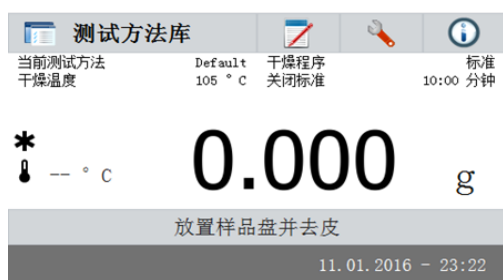 测试方法库
当前测试方法 Default 干燥程序 标准
干燥温度 105 °C 关闭标准 10:00 分钟
0.000 g
-- °C
放置样品盘并去皮
11.01.2016 - 23:22